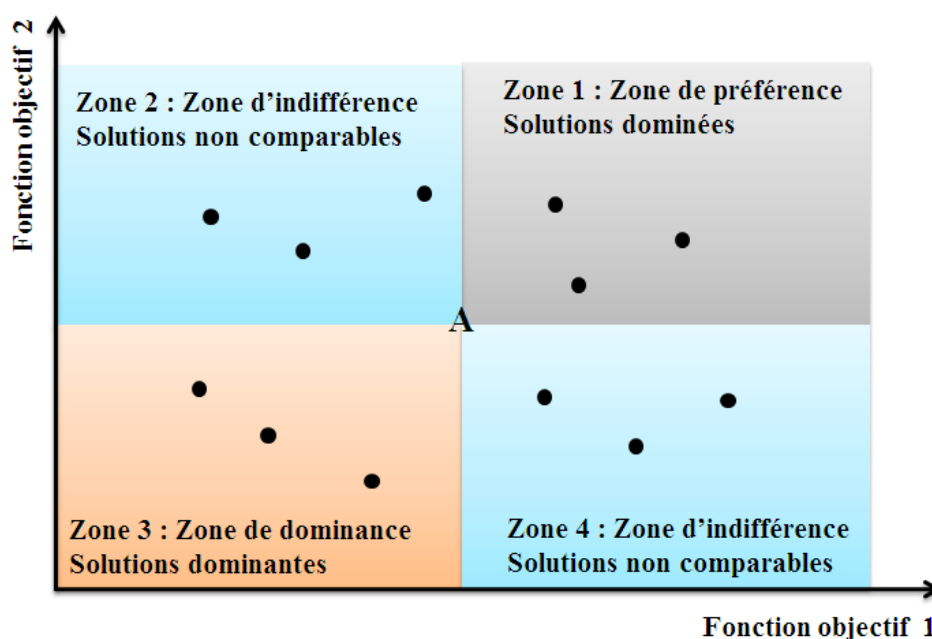 Fonction objectif 2
Zone 2 : Zone d'indifférence
Solutions non comparables
Zone 1 : Zone de préférence
Solutions dominées
A
Zone 3 : Zone de dominance
Solutions dominantes
Zone 4 : Zone d'indifférence
Solutions non comparables
Fonction objectif 1